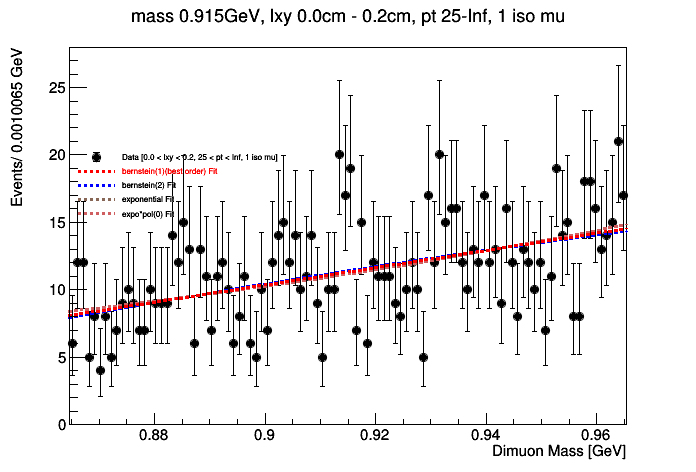 mass 0.915GeV, lxy 0.0cm - 0.2cm, pt 25-Inf, 1 iso mu
Events/ 0.0010065 GeV
25
20
15
10
5
0
Data [0.0 < lxy < 0.2, 25 < pt < Inf, 1 iso mu]
bernstein(1)(best order) Fit
bernstein(2) Fit
exponential Fit
expo*pol(0) Fit
0.88
0.9
0.92
0.94
0.96
Dimuon Mass [GeV]